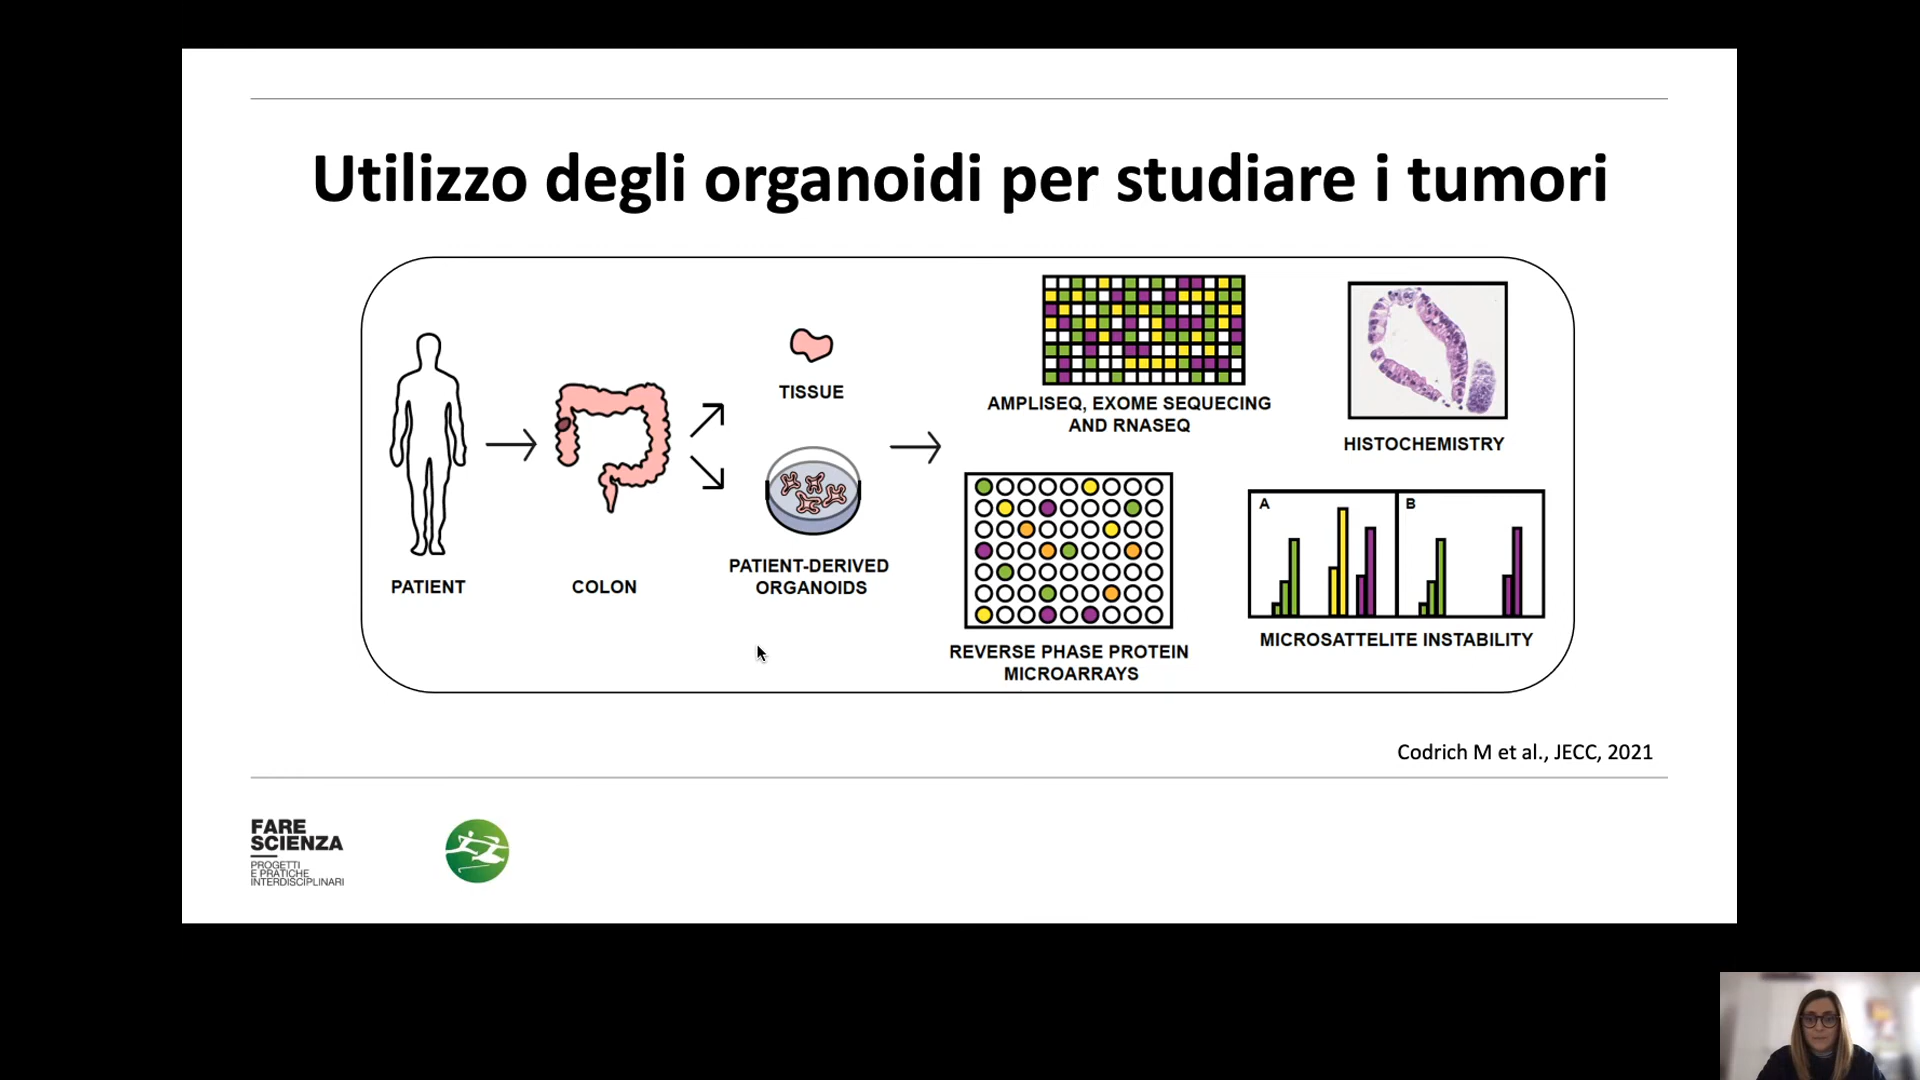 Utilizzo degli organoidi per studiare i tumori
PATIENT
COLON
TISSUE
PATIENT-DERIVED
ORGANOIDS
AMPLISEQ, EXOME SEQUECING
AND RNASEQ
HISTOCHEMISTRY
REVERSE PHASE PROTEIN
MICROARRAYS
A
B
MICROSATTELITE INSTABILITY
Codrich M et al., JECC, 2021
FARE
SCIENZA
PROGETTI
E PRATICHE
INTERDISCIPLINARI